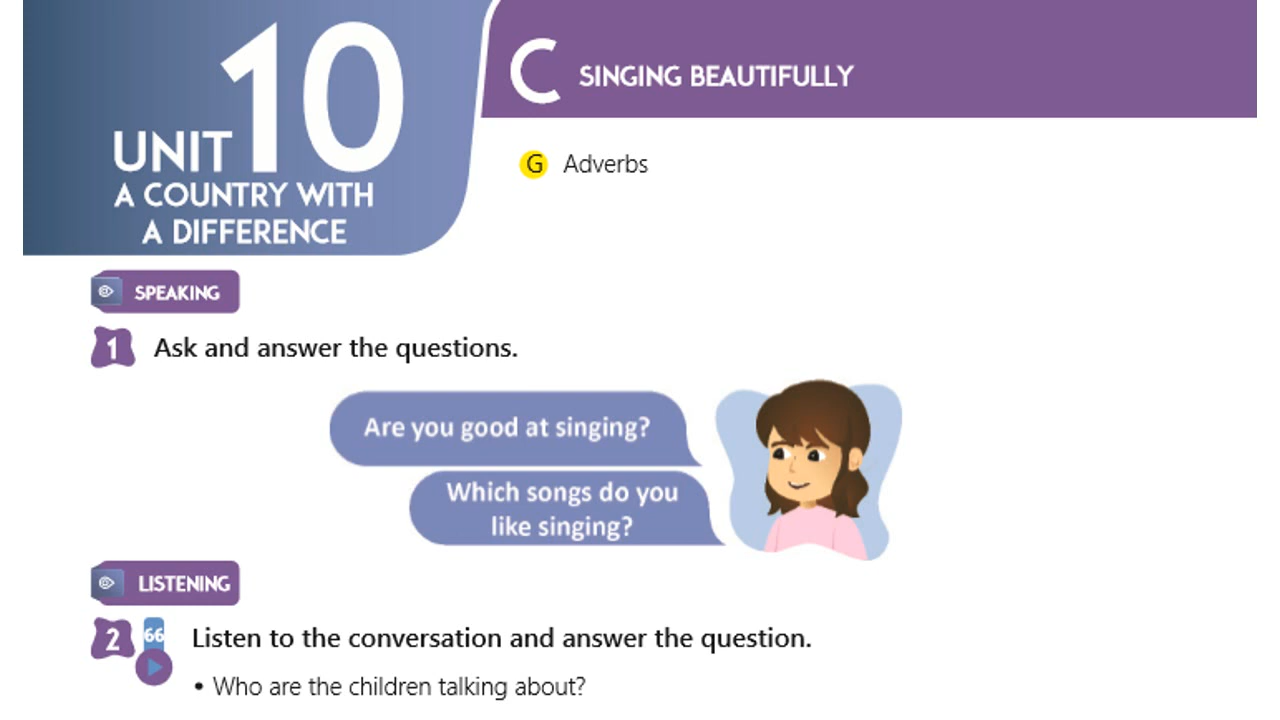 UNIT 10
A COUNTRY WITH
A DIFFERENCE
C SINGING BEAUTIFULLY
G Adverbs
SPEAKING
1 Ask and answer the questions.
Are you good at singing?
Which songs do you
like singing?
LISTENING
2 66 Listen to the conversation and answer the question.
• Who are the children talking about?